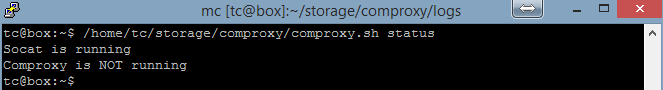 mc [tc@box]:~/storage/comproxy/logs
tc@box:~$ /home/tc/storage/comproxy/comproxy.sh status
Socat is running
Comproxy is NOT running
tc@box:~$